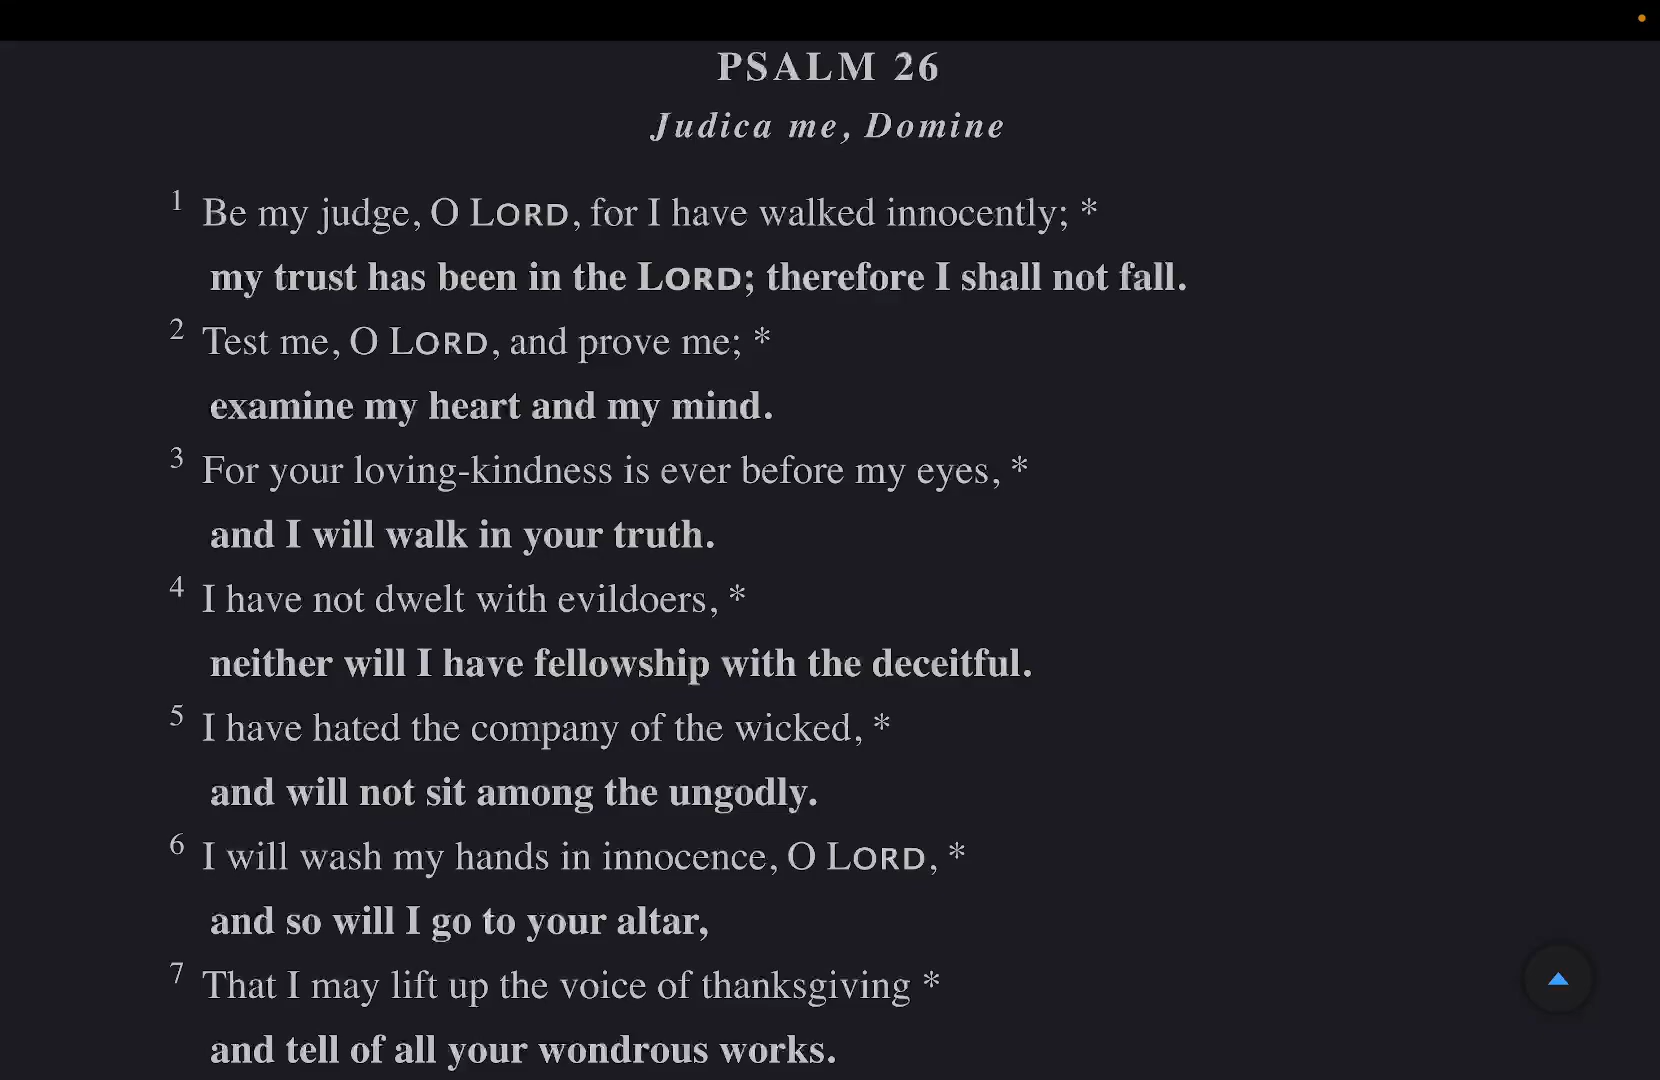 PSALM 26
Judica me, Domine
1 Be my judge, O LORD, for I have walked innocently; *
my trust has been in the LORD; therefore I shall not fall.
2 Test me, O LORD, and prove me; *
examine my heart and my mind.
3 For your loving-kindness is ever before my eyes, *
and I will walk in your truth.
4 I have not dwelt with evildoers, *
neither will I have fellowship with the deceitful.
5 I have hated the company of the wicked, *
and will not sit among the ungodly.
6 I will wash my hands in innocence, O LORD, *
and so will I go to your altar,
7 That I may lift up the voice of thanksgiving *
and tell of all your wondrous works.